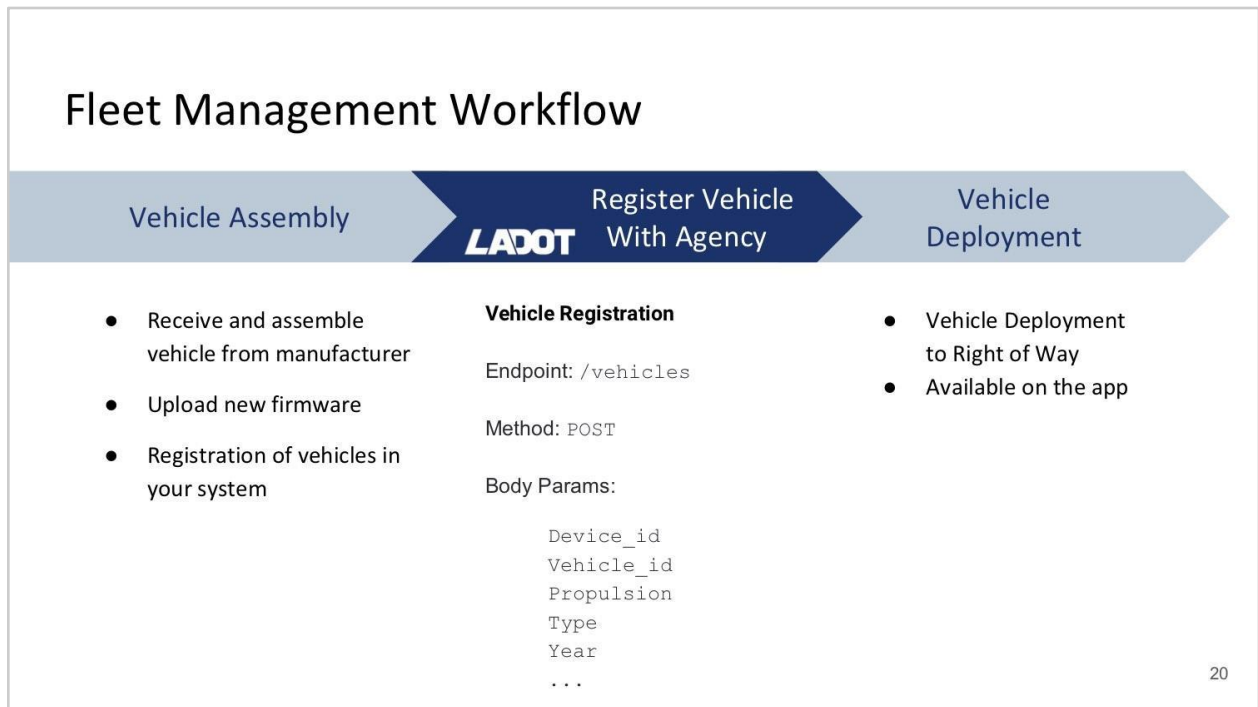 Fleet Management Workflow
Vehicle Assembly
LADOT
Register Vehicle
With Agency
Vehicle
Deployment
● Receive and assemble
vehicle from manufacturer
● Upload new firmware
● Registration of vehicles in
your system
Vehicle Registration
Endpoint: /vehicles
Method: POST
Body Params:
Device_id
Vehicle_id
Propulsion
Type
Year
...
● Vehicle Deployment
to Right of Way
● Available on the app
20